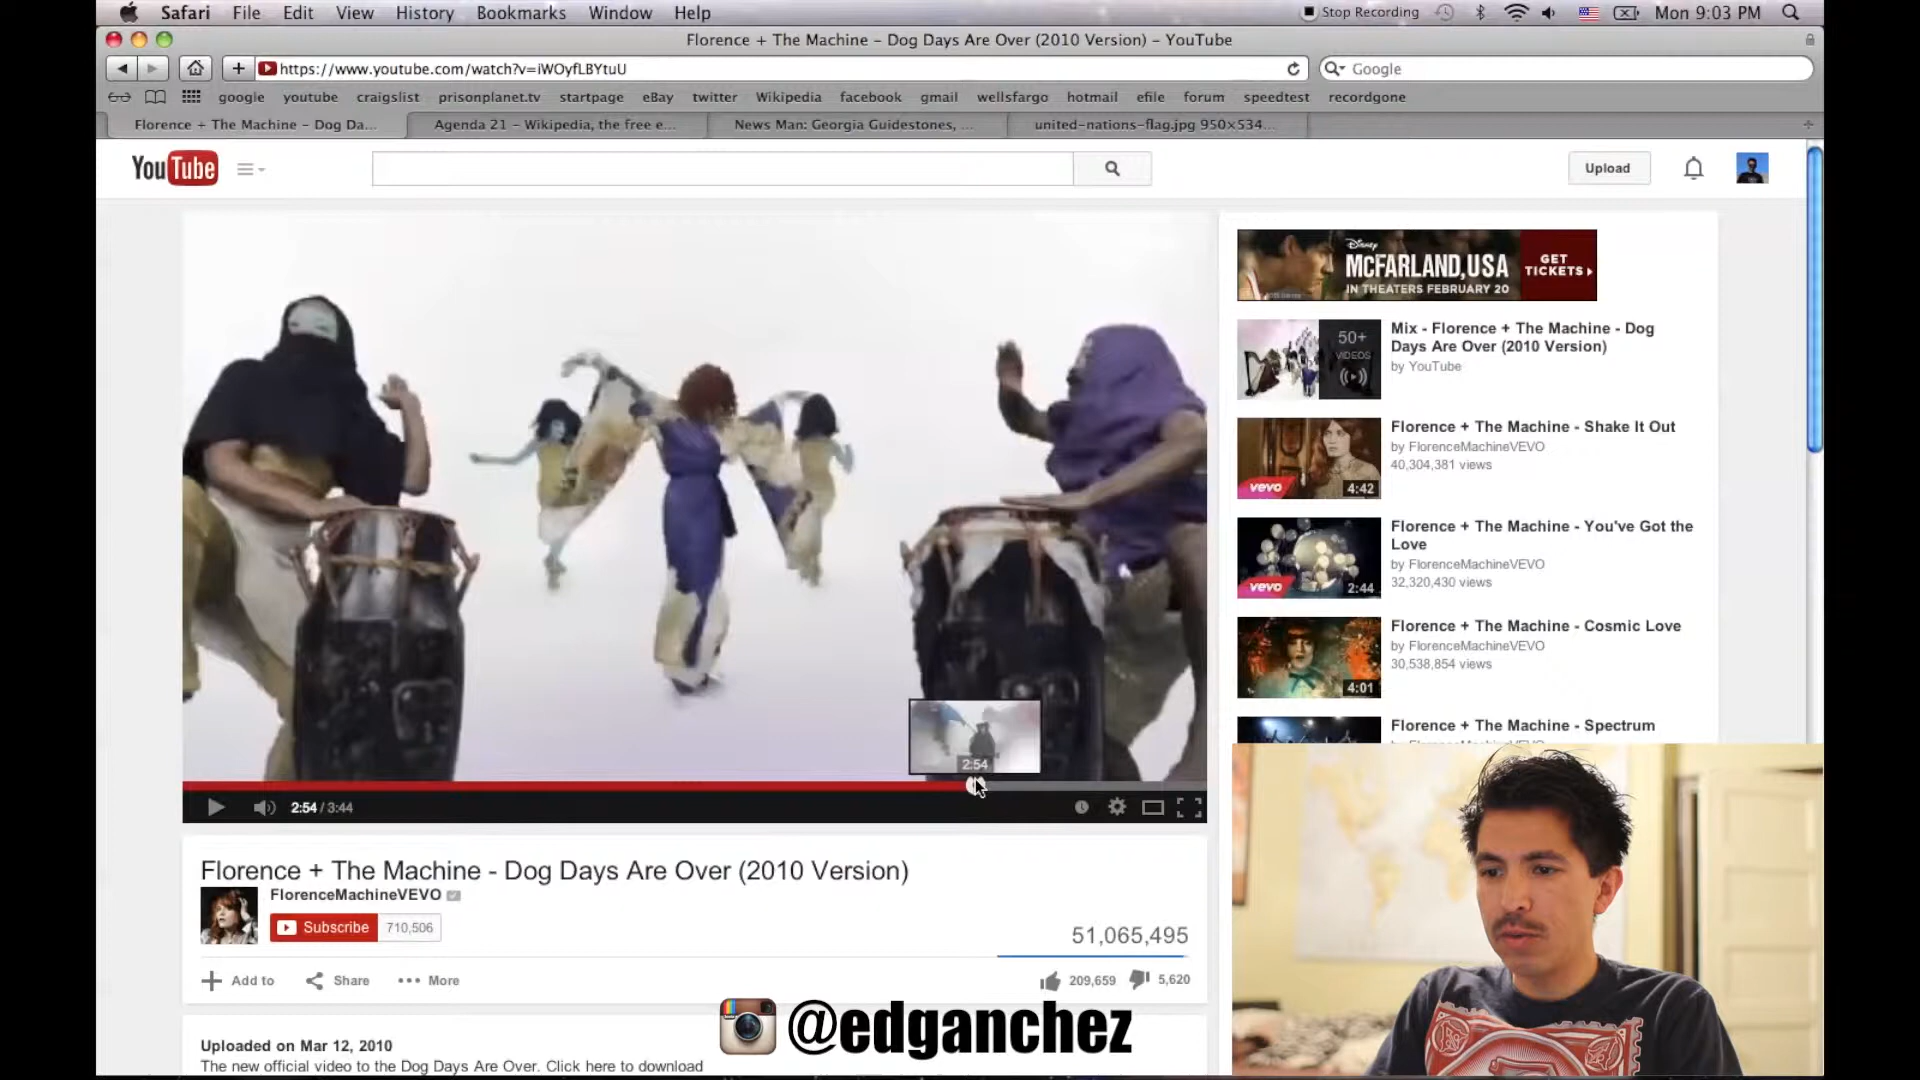 Safari File Edit View History Bookmarks Window Help
Stop Recording
Mon 9:03 PM
Florence + The Machine – Dog Days Are Over (2010 Version) – YouTube
https://www.youtube.com/watch?v=iWOyfLBYtuU
Google
google youtube craigslist prisonplanet.tv startpage eBay twitter Wikipedia facebook gmail wellsfargo hotmail efile forum speedtest recordgone
Florence + The Machine – Dog Da...
Agenda 21 – Wikipedia, the free e...
News Man: Georgia Guidestones, ...
united-nations-flag.jpg 950×534...
YouTube
Upload
Disney
MCFARLAND, USA
IN THEATERS FEBRUARY 20
GET
TICKETS
50+
VIDEOS
Mix - Florence + The Machine - Dog
Days Are Over (2010 Version)
by YouTube
Florence + The Machine - Shake It Out
by FlorenceMachineVEVO
40,304,381 views
vevo
4:42
Florence + The Machine - You've Got the
Love
by FlorenceMachineVEVO
32,320,430 views
vevo
2:44
Florence + The Machine - Cosmic Love
by FlorenceMachineVEVO
30,538,854 views
4:01
Florence + The Machine - Spectrum
2:54
2:54 / 3:44
Florence + The Machine - Dog Days Are Over (2010 Version)
FlorenceMachineVEVO
Subscribe 710,506
51,065,495
Add to Share More
209,659 5,620
@edganchez
Uploaded on Mar 12, 2010
The new official video to the Dog Days Are Over. Click here to download